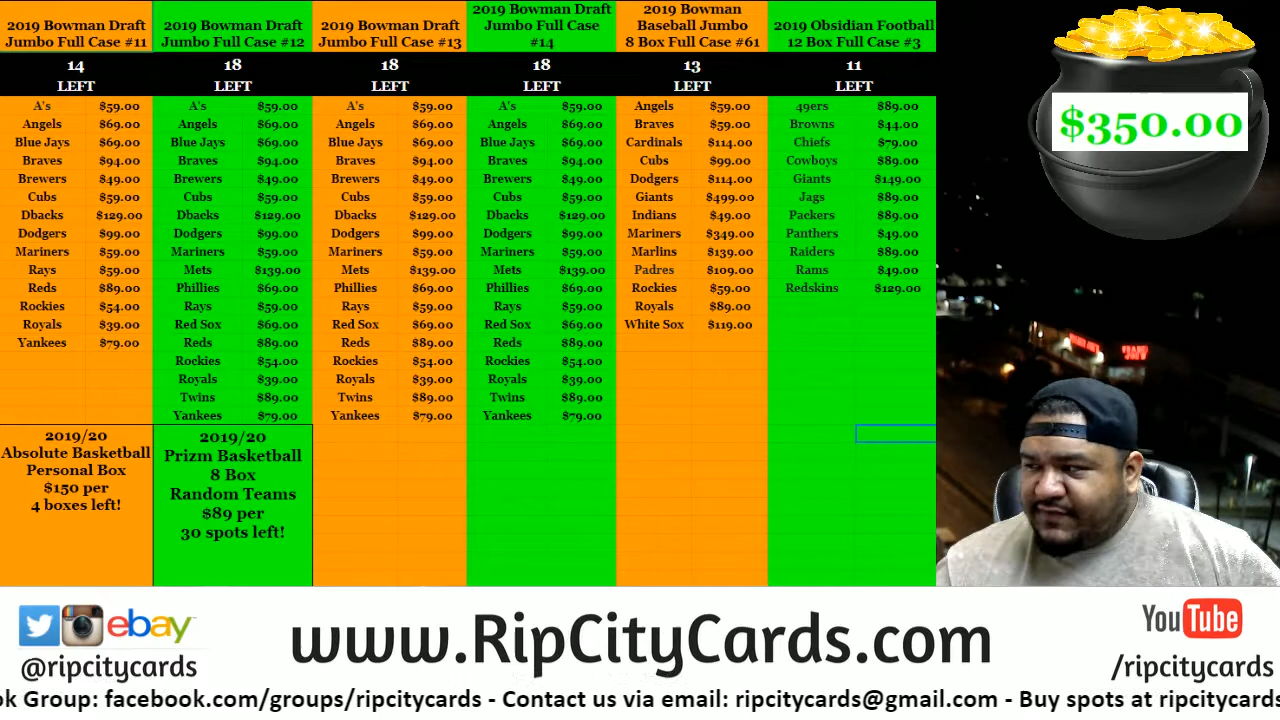 2019 Bowman Draft
Jumbo Full Case #11
14
LEFT
A's $59.00
Angels $69.00
Blue Jays $69.00
Braves $94.00
Brewers $49.00
Cubs $59.00
Dbacks $129.00
Dodgers $99.00
Mariners $59.00
Rays $59.00
Reds $89.00
Rockies $54.00
Royals $39.00
Yankees $79.00
2019 Bowman Draft
Jumbo Full Case #12
18
LEFT
A's $59.00
Angels $69.00
Blue Jays $69.00
Braves $94.00
Brewers $49.00
Cubs $59.00
Dbacks $129.00
Dodgers $99.00
Mariners $59.00
Mets $139.00
Phillies $69.00
Rays $59.00
Red Sox $69.00
Reds $89.00
Rockies $54.00
Royals $39.00
Twins $89.00
Yankees $79.00
2019 Bowman Draft
Jumbo Full Case #13
18
LEFT
A's $59.00
Angels $69.00
Blue Jays $69.00
Braves $94.00
Brewers $49.00
Cubs $59.00
Dbacks $129.00
Dodgers $99.00
Mariners $59.00
Mets $139.00
Phillies $69.00
Rays $59.00
Red Sox $69.00
Reds $89.00
Rockies $54.00
Royals $39.00
Twins $89.00
Yankees $79.00
2019 Bowman Draft
Jumbo Full Case
#14
18
LEFT
A's $59.00
Angels $69.00
Blue Jays $69.00
Braves $94.00
Brewers $49.00
Cubs $59.00
Dbacks $129.00
Dodgers $99.00
Mariners $59.00
Mets $139.00
Phillies $69.00
Rays $59.00
Red Sox $69.00
Reds $89.00
Rockies $54.00
Royals $39.00
Twins $89.00
Yankees $79.00
2019 Bowman
Baseball Jumbo
8 Box Full Case #61
13
LEFT
Angels $59.00
Braves $59.00
Cardinals $114.00
Cubs $99.00
Dodgers $114.00
Giants $499.00
Indians $49.00
Mariners $349.00
Marlins $139.00
Padres $109.00
Rockies $59.00
Royals $89.00
White Sox $119.00
2019 Obsidian Football
12 Box Full Case #3
11
LEFT
49ers $89.00
Browns $44.00
Chiefs $79.00
Cowboys $89.00
Giants $149.00
Jags $89.00
Packers $89.00
Panthers $49.00
Raiders $89.00
Rams $49.00
Redskins $129.00
$350.00
2019/20
Absolute Basketball
Personal Box
$150 per
4 boxes left!
2019/20
Prizm Basketball
8 Box
Random Teams
$89 per
30 spots left!
ebay
@ripcitycards
www.RipCityCards.com
YouTube
/ripcitycards
ok Group: facebook.com/groups/ripcitycards - Contact us via email: ripcitycards@gmail.com - Buy spots at ripcitycards